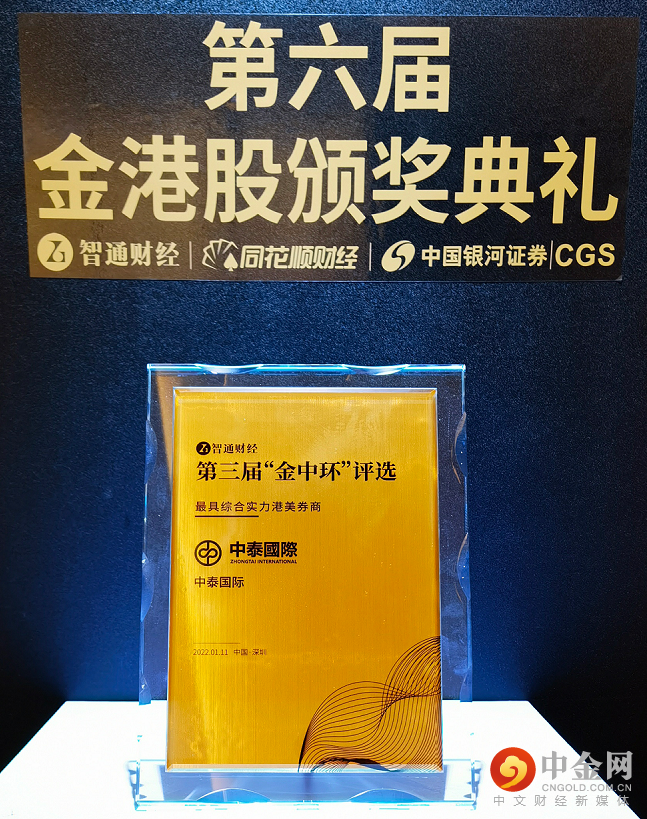 第六届
金港股颁奖典礼
智通财经 | 同花顺财经 | 中国银河证券|CGS
智通财经
第三届“金中环”评选
最具综合实力港美券商
中泰國際
ZHONGTAI INTERNATIONAL
中泰国际
2022.01.11 中国·深圳
中金网
CNGOLD.COM.CN
中文财经新媒体